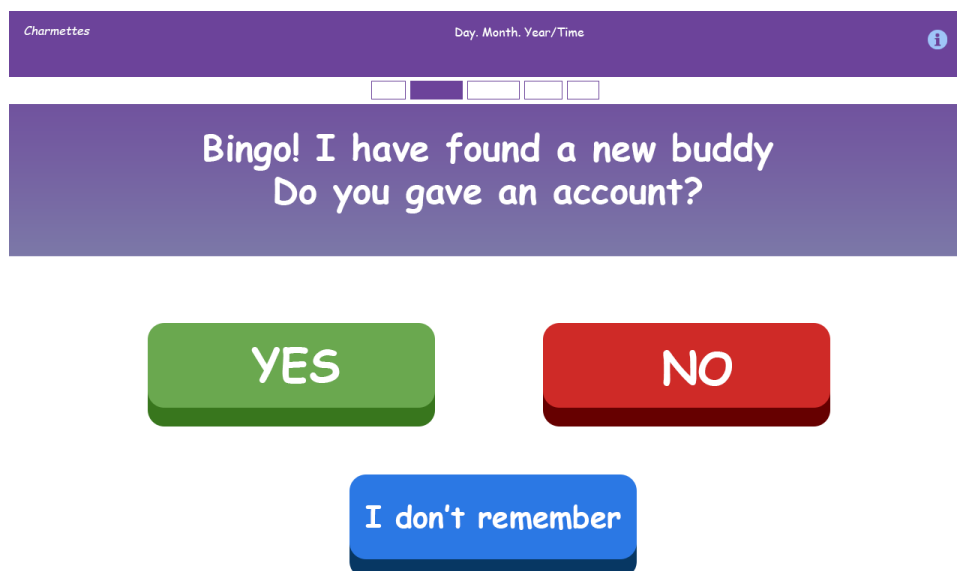 Charmettes
Day. Month. Year/Time
i
Bingo! I have found a new buddy
Do you gave an account?
YES
NO
I don't remember